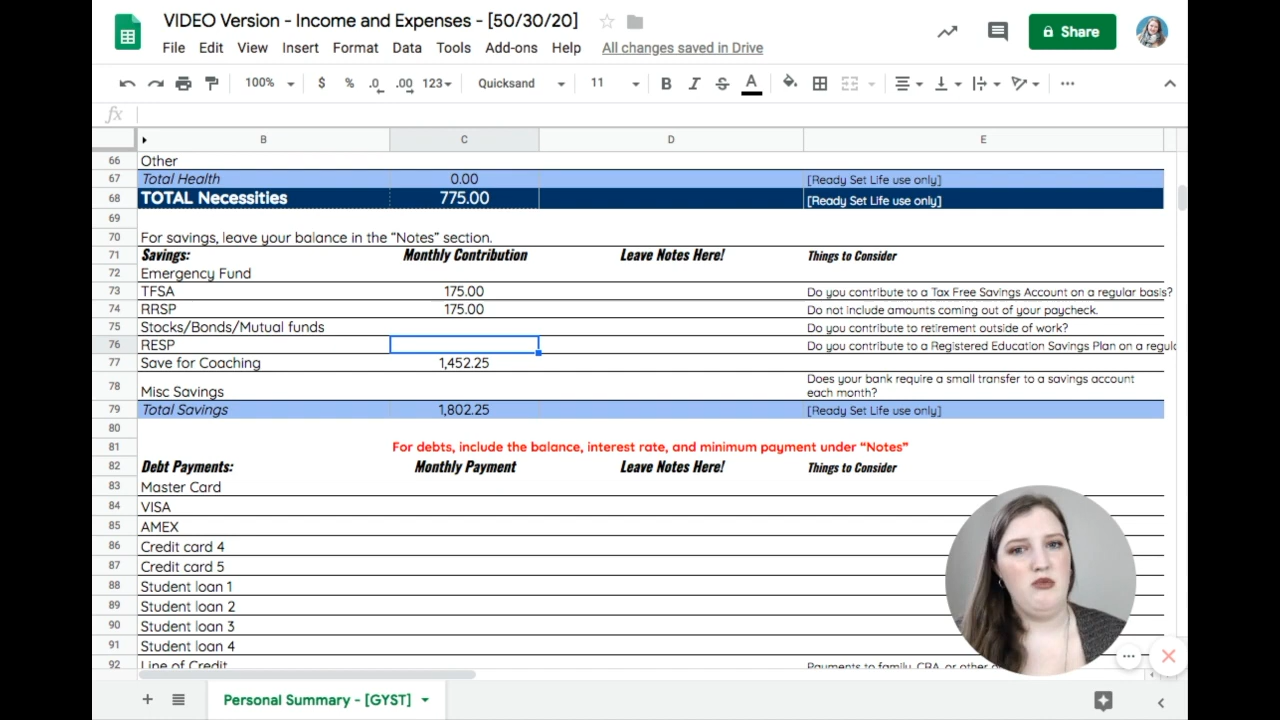 VIDEO Version - Income and Expenses - [50/30/20]
File Edit View Insert Format Data Tools Add-ons Help All changes saved in Drive
Share
100% $ % .0 .00 123 Quicksand 11 B I S A
fx
B C D E
66 Other
67 Total Health 0.00 [Ready Set Life use only]
68 TOTAL Necessities 775.00 [Ready Set Life use only]
69
70 For savings, leave your balance in the "Notes" section.
71 Savings: Monthly Contribution Leave Notes Here! Things to Consider
72 Emergency Fund
73 TFSA 175.00 Do you contribute to a Tax Free Savings Account on a regular basis?
74 RRSP 175.00 Do not include amounts coming out of your paycheck.
75 Stocks/Bonds/Mutual funds Do you contribute to retirement outside of work?
76 RESP Do you contribute to a Registered Education Savings Plan on a regul
77 Save for Coaching 1,452.25
78 Misc Savings Does your bank require a small transfer to a savings account
each month?
79 Total Savings 1,802.25 [Ready Set Life use only]
80
81 For debts, include the balance, interest rate, and minimum payment under "Notes"
82 Debt Payments: Monthly Payment Leave Notes Here! Things to Consider
83 Master Card
84 VISA
85 AMEX
86 Credit card 4
87 Credit card 5
88 Student loan 1
89 Student loan 2
90 Student loan 3
91 Student loan 4
92 Line of Credit Payments to family, CRA, or other
Personal Summary - [GYST]